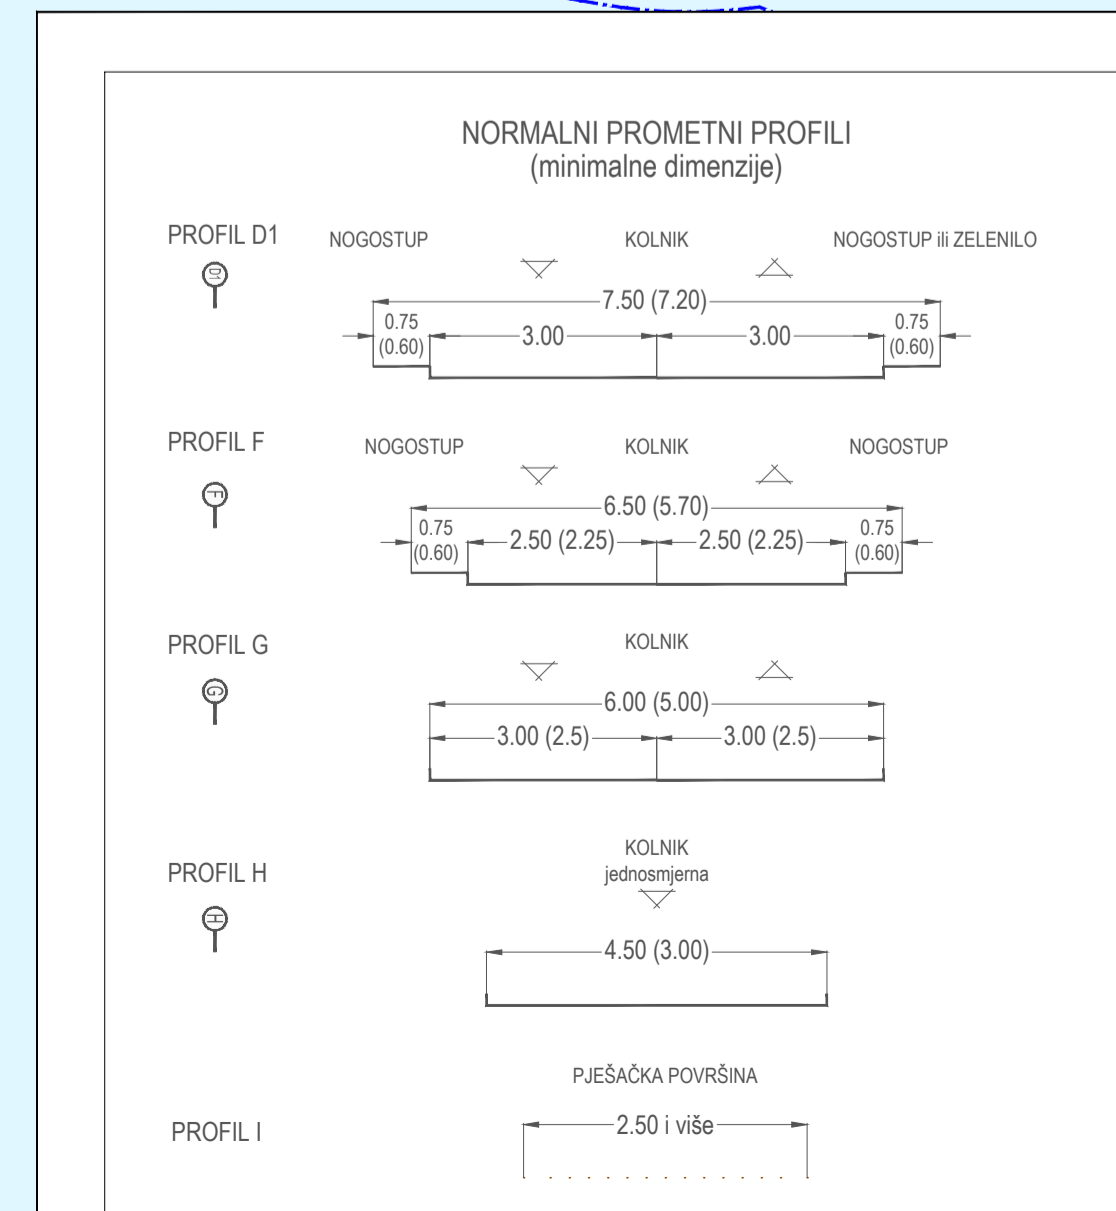 NORMALNI PROMETNI PROFILI
(minimalne dimenzije)
PROFIL D1
NOGOSTUP KOLNIK NOGOSTUP ili ZELENILO
D1
7.50 (7.20)
0.75 3.00 3.00 0.75
(0.60) (0.60)
PROFIL F
NOGOSTUP KOLNIK NOGOSTUP
F
6.50 (5.70)
0.75 2.50 (2.25) 2.50 (2.25) 0.75
(0.60) (0.60)
PROFIL G
KOLNIK
G
6.00 (5.00)
3.00 (2.5) 3.00 (2.5)
PROFIL H
KOLNIK
jednosmjerna
H
4.50 (3.00)
PJEŠAČKA POVRŠINA
PROFIL I
2.50 i više